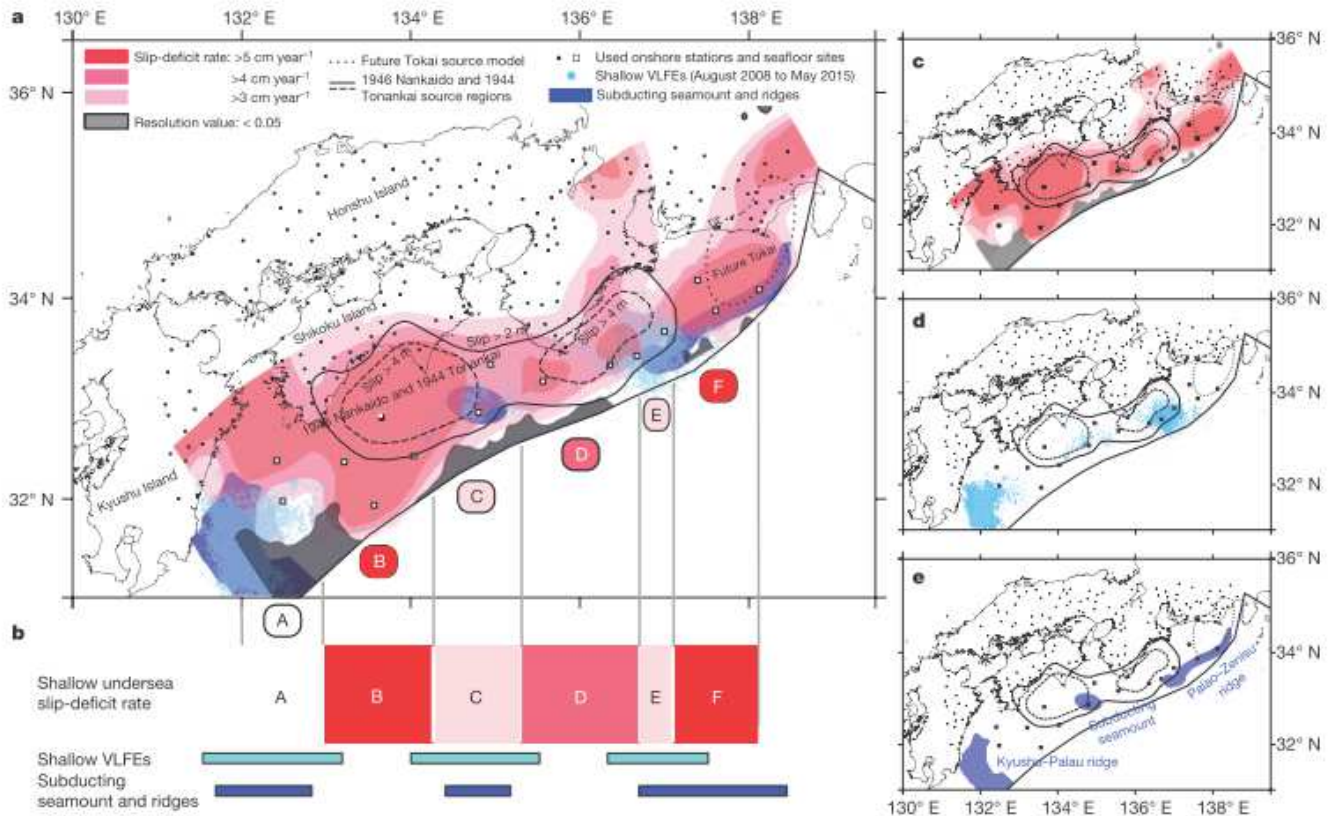 a
130° E 132° E 134° E 136° E 138° E
Slip-deficit rate: >5 cm year⁻¹
>4 cm year⁻¹
>3 cm year⁻¹
Resolution value: < 0.05
Future Tokai source model
1946 Nankaido and 1944
Tonankai source regions
Used onshore stations and seafloor sites
Shallow VLFEs (August 2008 to May 2015)
Subducting seamount and ridges
36° N
34° N
32° N
Honshu Island
Shikoku Island
Kyushu Island
Slip > 4 m
Slip > 2 m
Slip > 4 m
1946 Nankaido and 1944 Tonankai
Future Tokai
A
B
C
D
E
F
b
Shallow undersea
slip-deficit rate
A B C D E F
Shallow VLFEs
Subducting
seamount and ridges
c
36° N
34° N
32° N
d
36° N
34° N
32° N
e
36° N
34° N
32° N
Palao–Zenisu
ridge
Subducting
seamount
Kyushu–Palau ridge
130° E 132° E 134° E 136° E 138° E